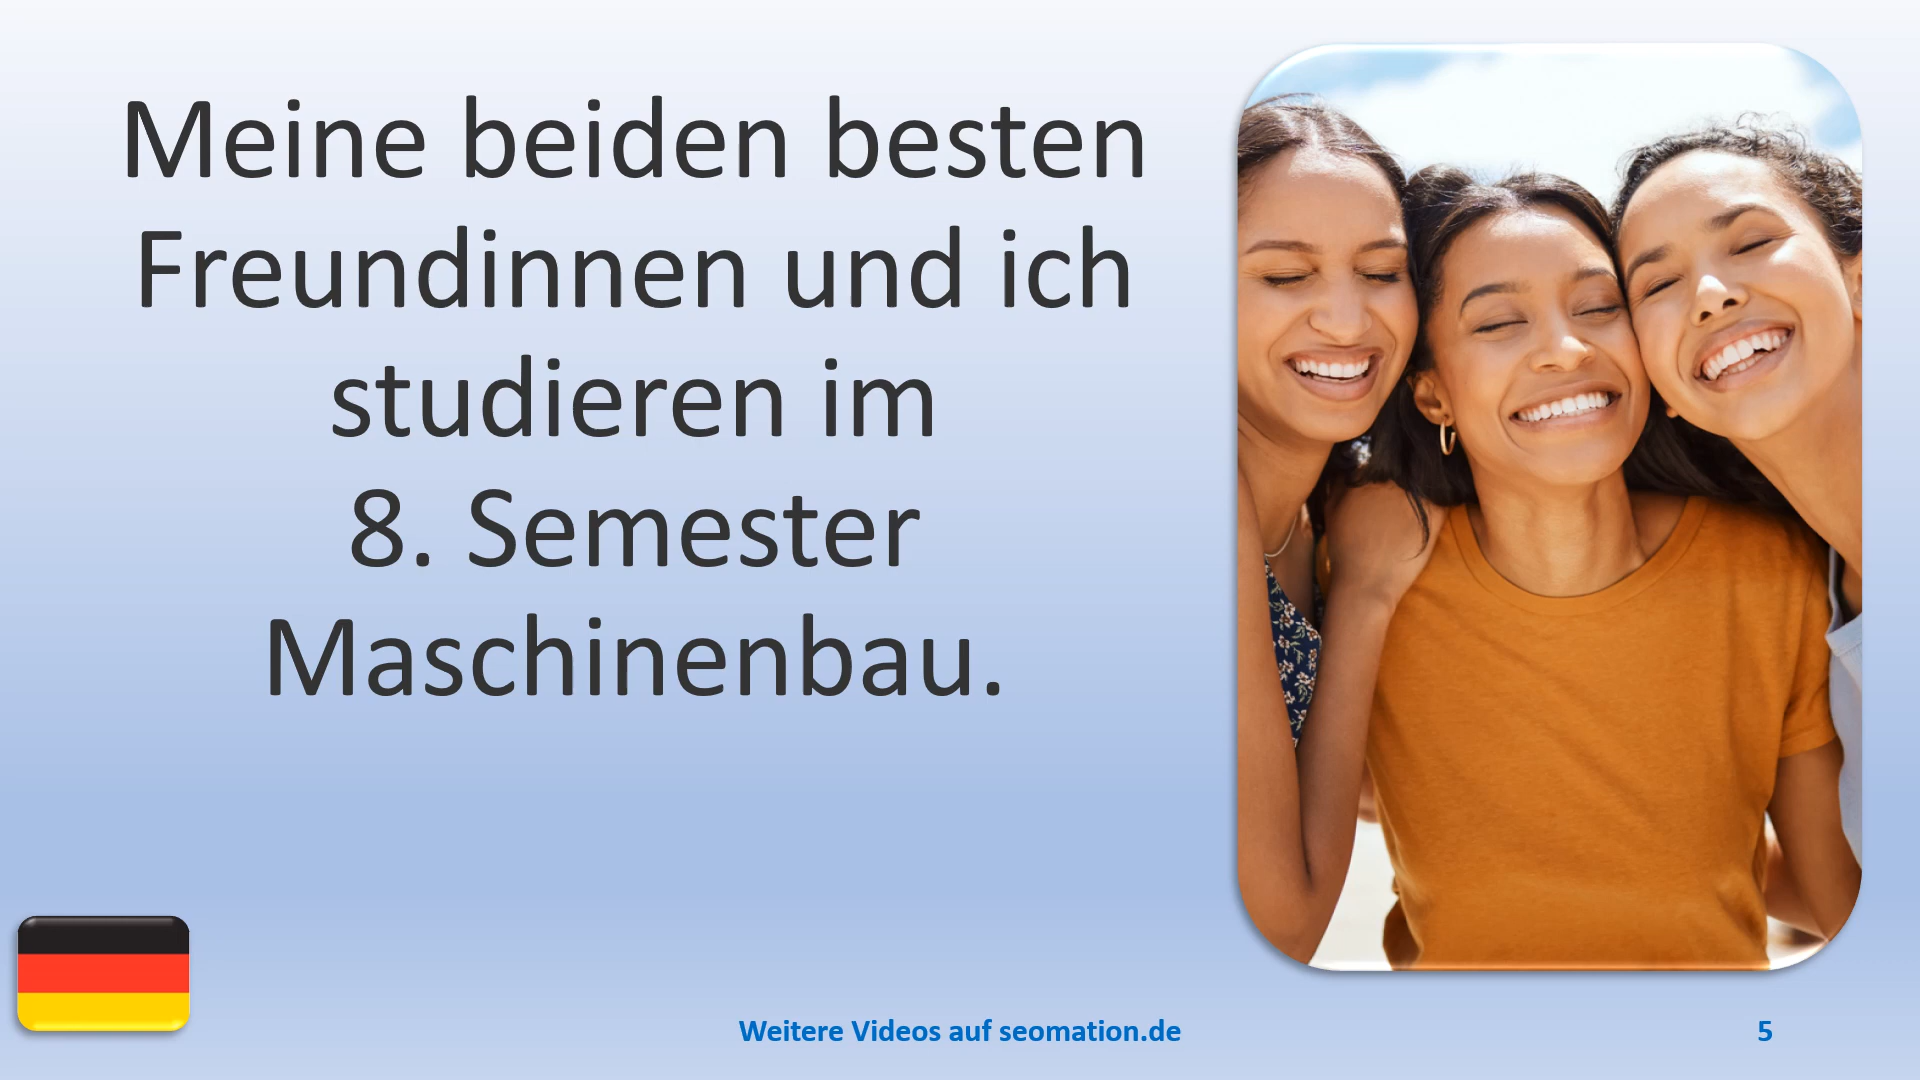 Meine beiden besten
Freundinnen und ich
studieren im
8. Semester
Maschinenbau.
Weitere Videos auf seomation.de
5